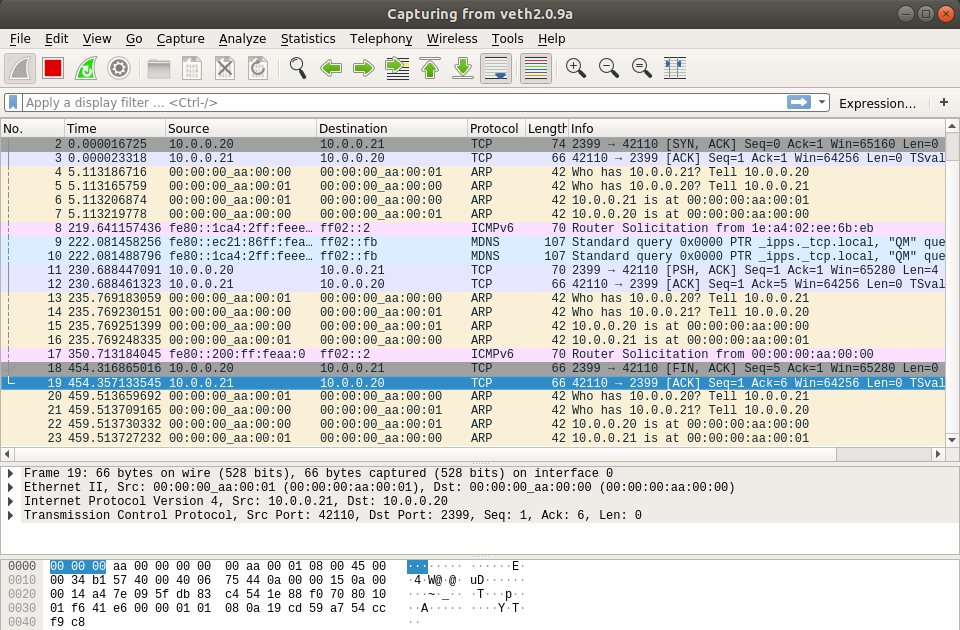 Capturing from veth2.0.9a
File Edit View Go Capture Analyze Statistics Telephony Wireless Tools Help
Apply a display filter ... <Ctrl-/> Expression... +
No. Time Source Destination Protocol Length Info
2 0.000016725 10.0.0.20 10.0.0.21 TCP 74 2399 → 42110 [SYN, ACK] Seq=0 Ack=1 Win=65160 Len=0
3 0.000023318 10.0.0.21 10.0.0.20 TCP 66 42110 → 2399 [ACK] Seq=1 Ack=1 Win=64256 Len=0 TSval
4 5.113186716 00:00:00_aa:00:00 00:00:00_aa:00:01 ARP 42 Who has 10.0.0.21? Tell 10.0.0.20
5 5.113165759 00:00:00_aa:00:01 00:00:00_aa:00:00 ARP 42 Who has 10.0.0.20? Tell 10.0.0.21
6 5.113206874 00:00:00_aa:00:01 00:00:00_aa:00:00 ARP 42 10.0.0.21 is at 00:00:00:aa:00:01
7 5.113219778 00:00:00_aa:00:00 00:00:00_aa:00:01 ARP 42 10.0.0.20 is at 00:00:00:aa:00:00
8 219.641157436 fe80::1ca4:2ff:feee… ff02::2 ICMPv6 70 Router Solicitation from 1e:a4:02:ee:6b:eb
9 222.081458256 fe80::ec21:86ff:fea… ff02::fb MDNS 107 Standard query 0x0000 PTR _ipps._tcp.local, "QM" que
10 222.081488796 fe80::1ca4:2ff:feee… ff02::fb MDNS 107 Standard query 0x0000 PTR _ipps._tcp.local, "QM" que
11 230.688447091 10.0.0.20 10.0.0.21 TCP 70 2399 → 42110 [PSH, ACK] Seq=1 Ack=1 Win=65280 Len=4
12 230.688461323 10.0.0.21 10.0.0.20 TCP 66 42110 → 2399 [ACK] Seq=1 Ack=5 Win=64256 Len=0 TSval
13 235.769183059 00:00:00_aa:00:01 00:00:00_aa:00:00 ARP 42 Who has 10.0.0.20? Tell 10.0.0.21
14 235.769230151 00:00:00_aa:00:00 00:00:00_aa:00:01 ARP 42 Who has 10.0.0.21? Tell 10.0.0.20
15 235.769251399 00:00:00_aa:00:00 00:00:00_aa:00:01 ARP 42 10.0.0.20 is at 00:00:00:aa:00:00
16 235.769248335 00:00:00_aa:00:01 00:00:00_aa:00:00 ARP 42 10.0.0.21 is at 00:00:00:aa:00:01
17 350.713184045 fe80::200:ff:feaa:0 ff02::2 ICMPv6 70 Router Solicitation from 00:00:00:aa:00:00
18 454.316865016 10.0.0.20 10.0.0.21 TCP 66 2399 → 42110 [FIN, ACK] Seq=5 Ack=1 Win=65280 Len=0
19 454.357133545 10.0.0.21 10.0.0.20 TCP 66 42110 → 2399 [ACK] Seq=1 Ack=6 Win=64256 Len=0 TSval
20 459.513659692 00:00:00_aa:00:01 00:00:00_aa:00:00 ARP 42 Who has 10.0.0.20? Tell 10.0.0.21
21 459.513709165 00:00:00_aa:00:00 00:00:00_aa:00:01 ARP 42 Who has 10.0.0.21? Tell 10.0.0.20
22 459.513730332 00:00:00_aa:00:00 00:00:00_aa:00:01 ARP 42 10.0.0.20 is at 00:00:00:aa:00:00
23 459.513727232 00:00:00_aa:00:01 00:00:00_aa:00:00 ARP 42 10.0.0.21 is at 00:00:00:aa:00:01
Frame 19: 66 bytes on wire (528 bits), 66 bytes captured (528 bits) on interface 0
Ethernet II, Src: 00:00:00_aa:00:01 (00:00:00:aa:00:01), Dst: 00:00:00_aa:00:00 (00:00:00:aa:00:00)
Internet Protocol Version 4, Src: 10.0.0.21, Dst: 10.0.0.20
Transmission Control Protocol, Src Port: 42110, Dst Port: 2399, Seq: 1, Ack: 6, Len: 0
0000 00 00 00 aa 00 00 00 00 00 aa 00 01 08 00 45 00 ········ ······E·
0010 00 34 b1 57 40 00 40 06 75 44 0a 00 00 15 0a 00 ·4·W@·@· uD······
0020 00 14 a4 7e 09 5f db 83 c4 54 1e 88 f0 70 80 10 ···~·_·· ·T···p··
0030 01 f6 41 e6 00 00 01 01 08 0a 19 cd 59 a7 54 cc ··A····· ····Y·T·
0040 f9 c8 ··